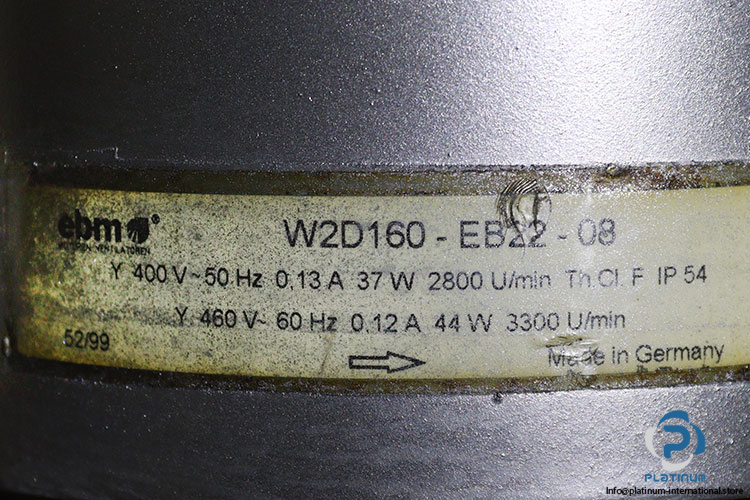 ebm ®
W2D160 - EB22 - 08
Y 400 V ~ 50 Hz 0,13 A 37 W 2800 U/min Th.Cl. F IP 54
Y 460 V~ 60 Hz 0,12 A 44 W 3300 U/min
52/99
Made in Germany
PLATINUM
Info@platinum-international.store